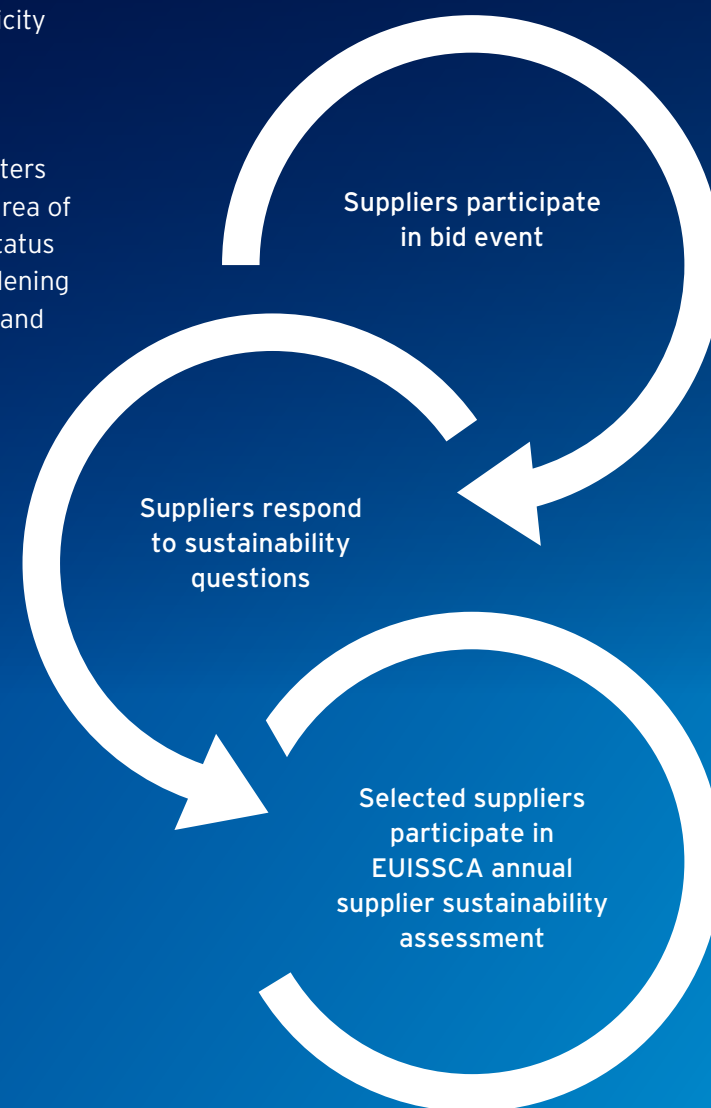 icity
ters
rea of
tatus
lening
and
Suppliers participate
in bid event
Suppliers respond
to sustainability
questions
Selected suppliers
participate in
EUISSCA annual
supplier sustainability
assessment